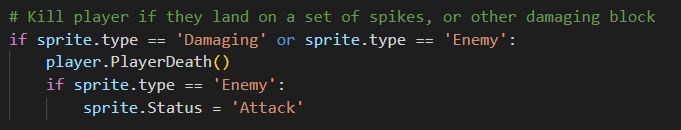 # Kill player if they land on a set of spikes, or other damaging block
if sprite.type == 'Damaging' or sprite.type == 'Enemy':
    player.PlayerDeath()
    if sprite.type == 'Enemy':
        sprite.Status = 'Attack'